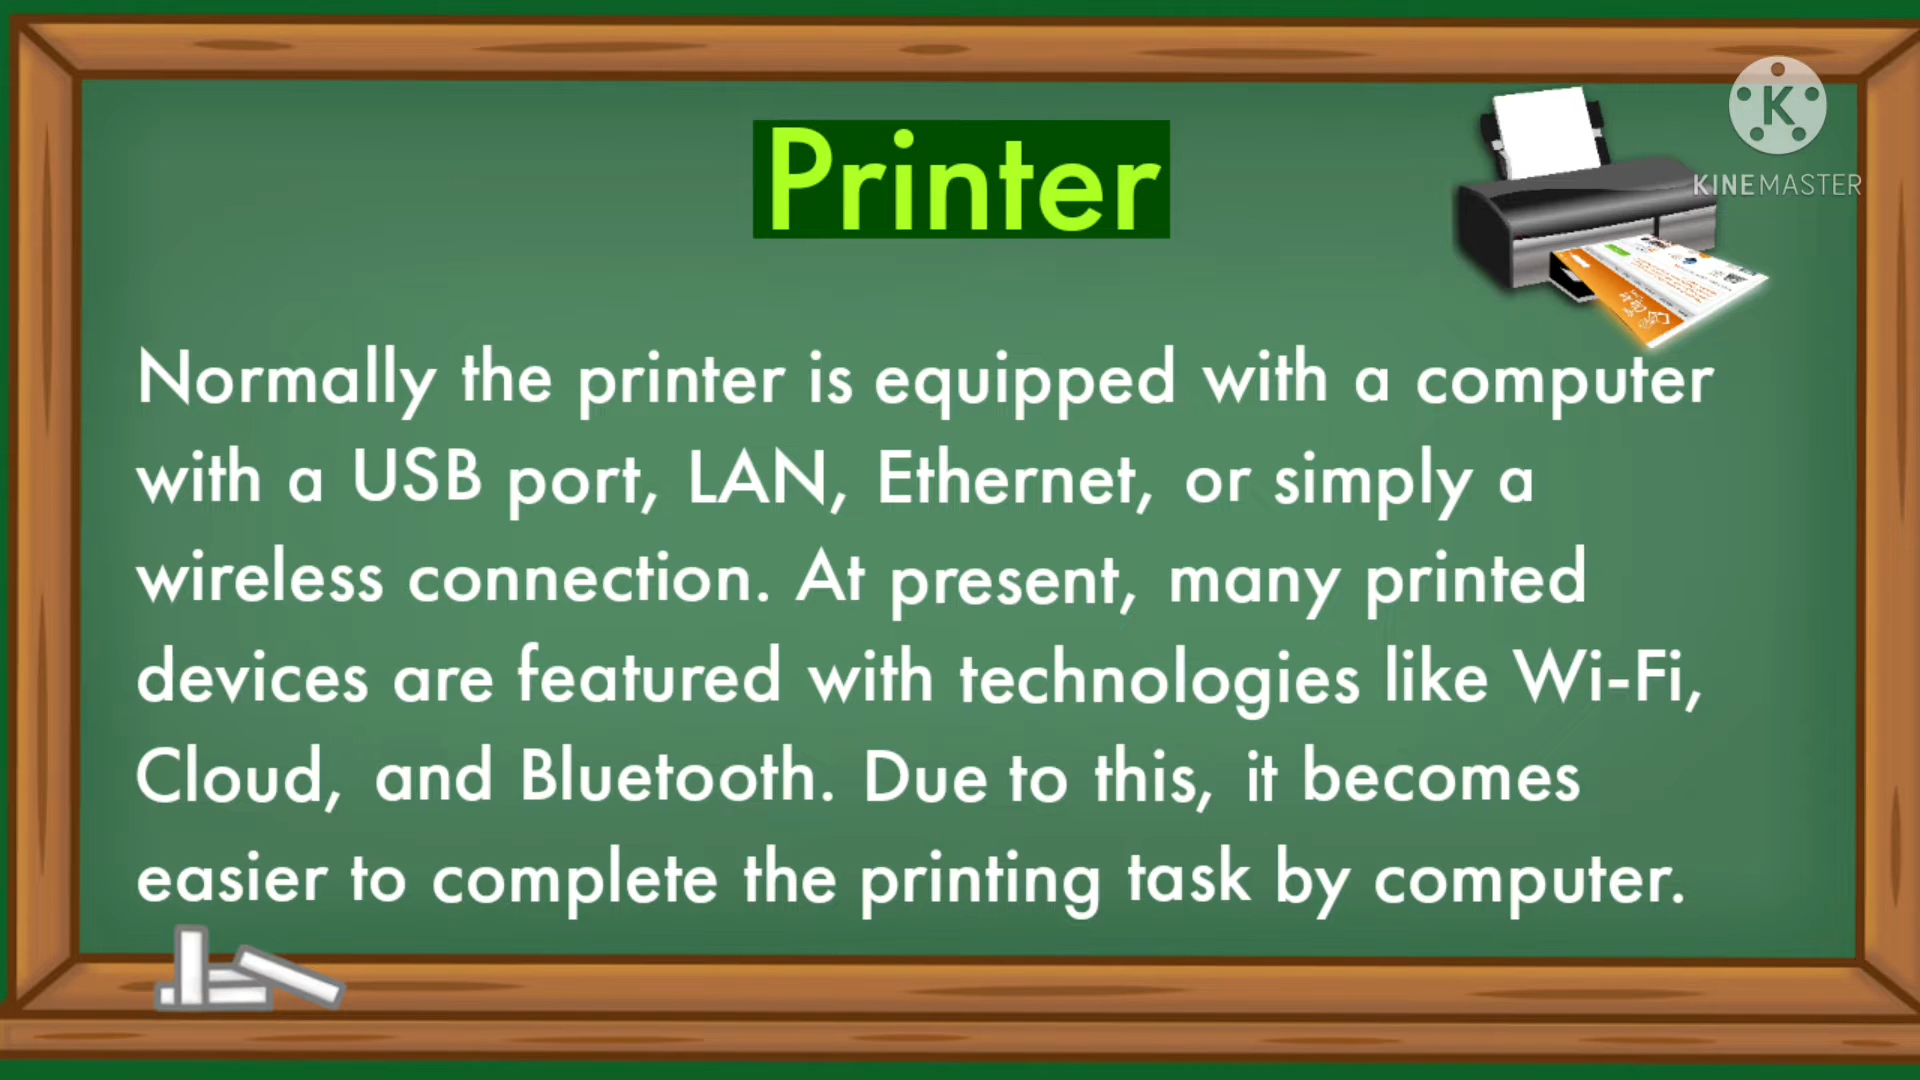 Printer
K
KINEMASTER
Normally the printer is equipped with a computer
with a USB port, LAN, Ethernet, or simply a
wireless connection. At present, many printed
devices are featured with technologies like Wi-Fi,
Cloud, and Bluetooth. Due to this, it becomes
easier to complete the printing task by computer.